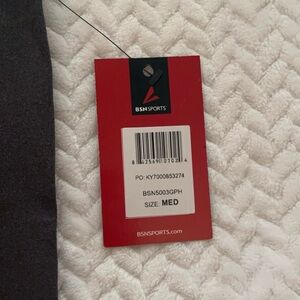 BSN SPORTS
PO: KY7000853274
BSN5003GPH
SIZE: MED
BSNSPORTS.com